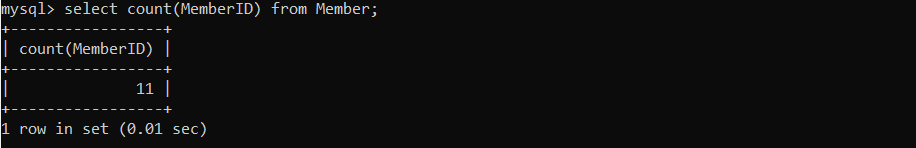 mysql> select count(MemberID) from Member;
+-----------------+
| count(MemberID) |
+-----------------+
|              11 |
+-----------------+
1 row in set (0.01 sec)